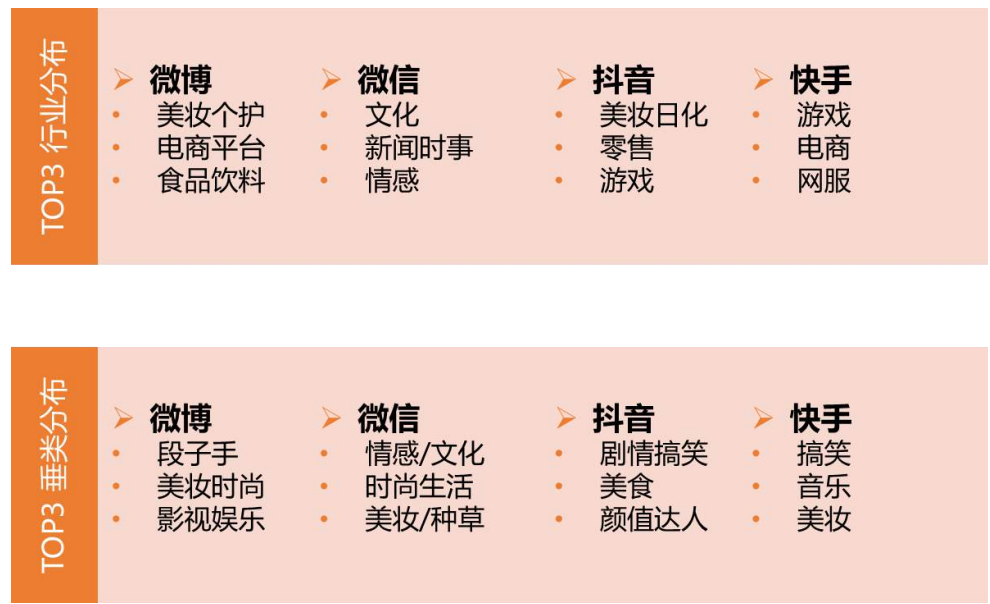 TOP3 行业分布
微博
美妆个护
电商平台
食品饮料
微信
文化
新闻时事
情感
抖音
美妆日化
零售
游戏
快手
游戏
电商
网服
TOP3 垂类分布
微博
段子手
美妆时尚
影视娱乐
微信
情感/文化
时尚生活
美妆/种草
抖音
剧情搞笑
美食
颜值达人
快手
搞笑
音乐
美妆